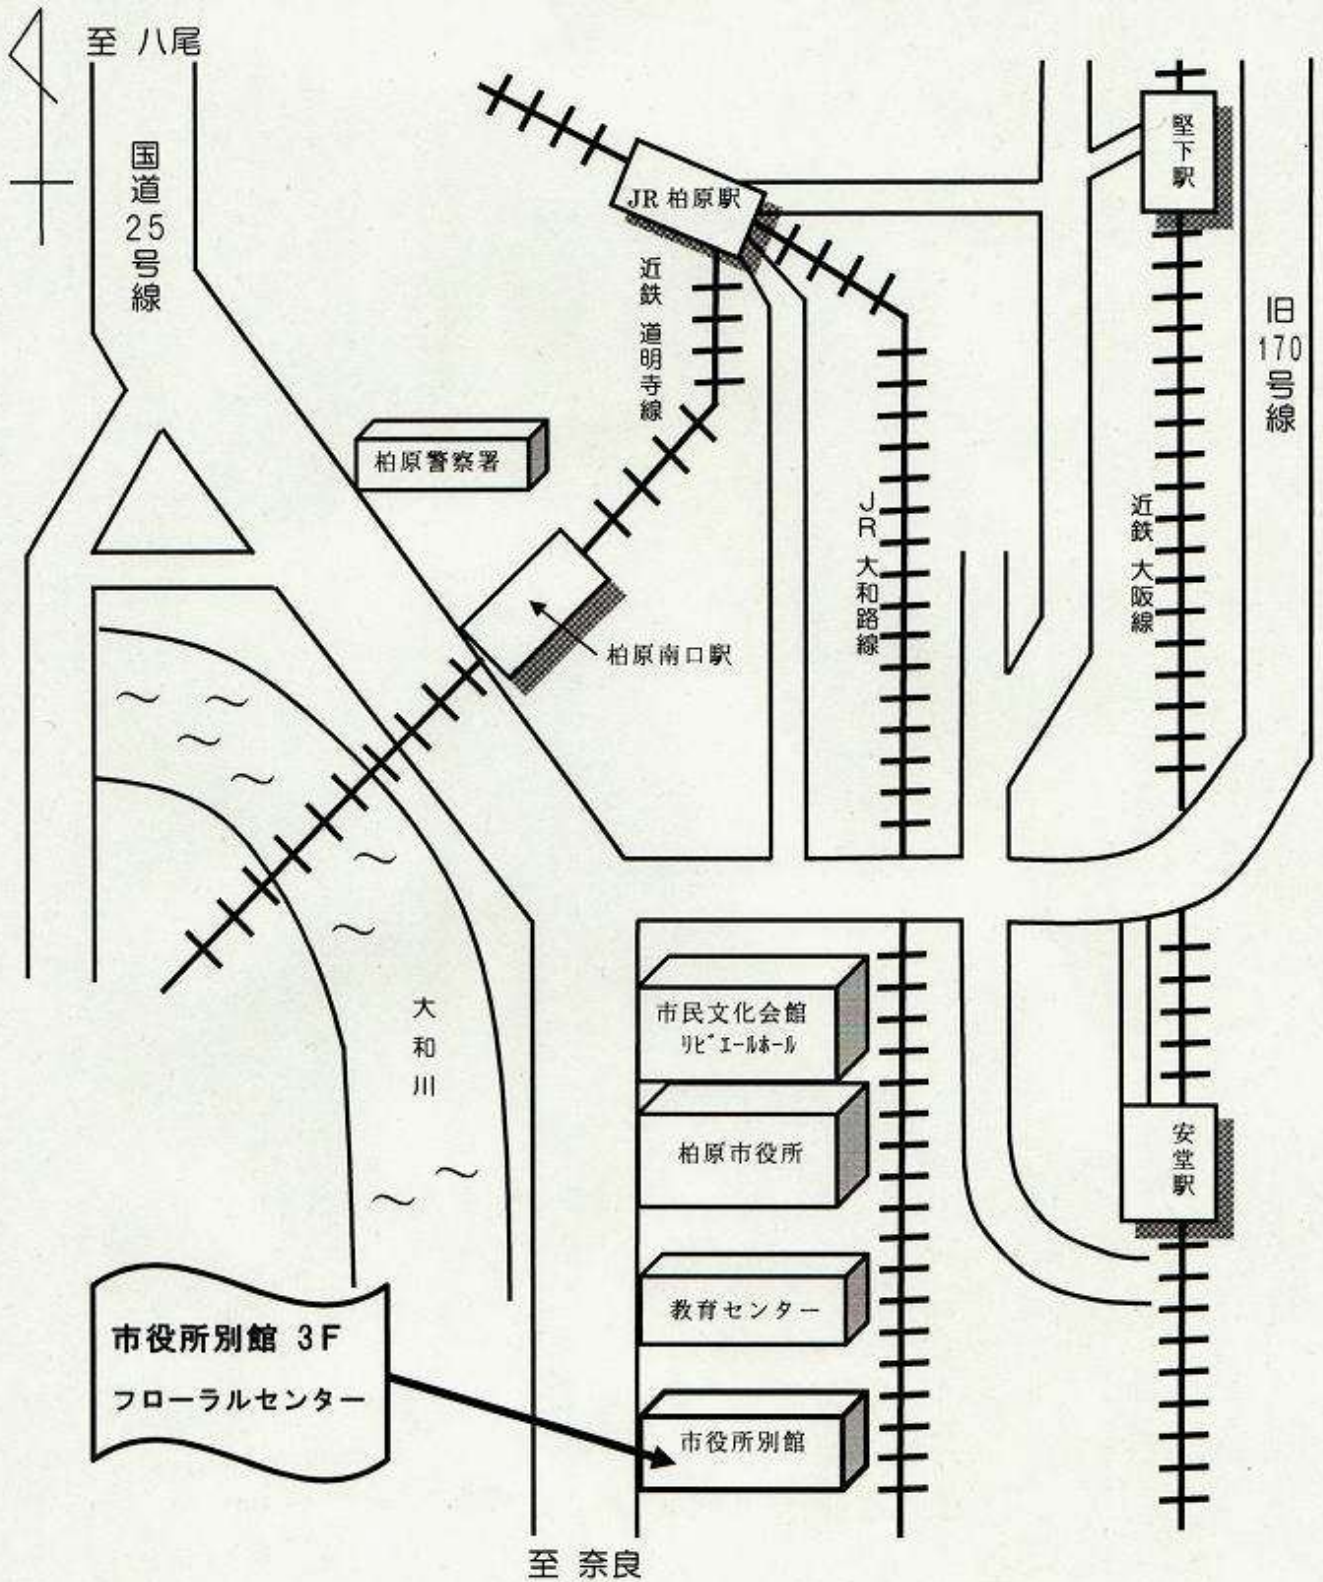 至 八尾
国道25号線
JR 柏原駅
堅下駅
近鉄 道明寺線
旧170号線
柏原警察署
JR 大和路線
近鉄 大阪線
柏原南口駅
大和川
市民文化会館
ﾘﾋﾞｴｰﾙﾎｰﾙ
柏原市役所
安堂駅
教育センター
市役所別館 3F
フローラルセンター
市役所別館
至 奈良